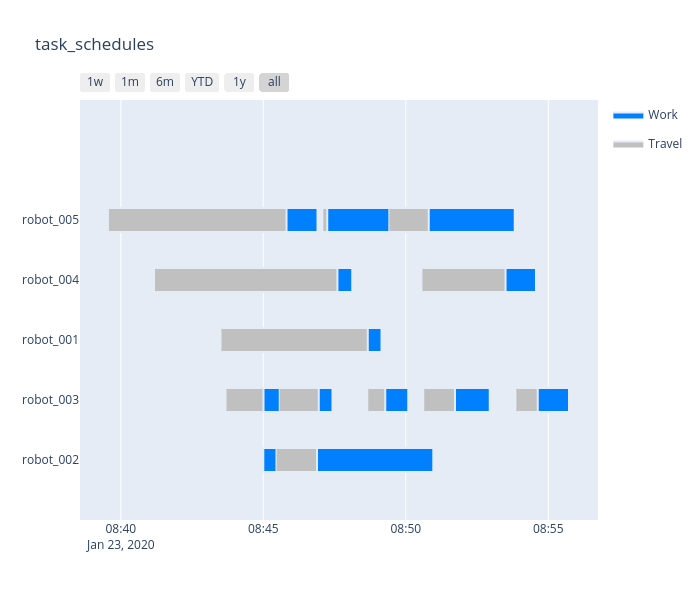 task_schedules
1w 1m 6m YTD 1y all
Work
Travel
robot_005
robot_004
robot_001
robot_003
robot_002
08:40 08:45 08:50 08:55
Jan 23, 2020